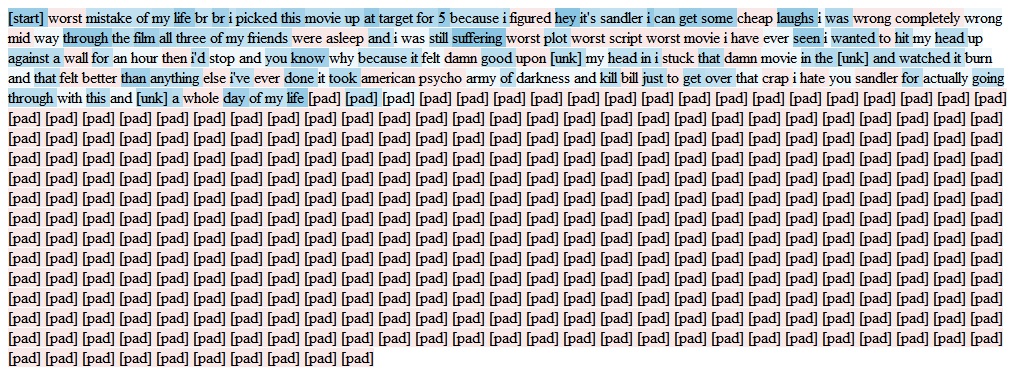 [start] worst mistake of my life br br i picked this movie up at target for 5 because i figured hey it's sandler i can get some cheap laughs i was wrong completely wrong
mid way through the film all three of my friends were asleep and i was still suffering worst plot worst script worst movie i have ever seen i wanted to hit my head up
against a wall for an hour then i'd stop and you know why because it felt damn good upon [unk] my head in i stuck that damn movie in the [unk] and watched it burn
and that felt better than anything else i've ever done it took american psycho army of darkness and kill bill just to get over that crap i hate you sandler for actually going
through with this and [unk] a whole day of my life [pad] [pad] [pad] [pad] [pad] [pad] [pad] [pad] [pad] [pad] [pad] [pad] [pad] [pad] [pad] [pad] [pad] [pad] [pad]
[pad] [pad] [pad] [pad] [pad] [pad] [pad] [pad] [pad] [pad] [pad] [pad] [pad] [pad] [pad] [pad] [pad] [pad] [pad] [pad] [pad] [pad] [pad] [pad] [pad] [pad] [pad]
[pad] [pad] [pad] [pad] [pad] [pad] [pad] [pad] [pad] [pad] [pad] [pad] [pad] [pad] [pad] [pad] [pad] [pad] [pad] [pad] [pad] [pad] [pad] [pad] [pad] [pad] [pad]
[pad] [pad] [pad] [pad] [pad] [pad] [pad] [pad] [pad] [pad] [pad] [pad] [pad] [pad] [pad] [pad] [pad] [pad] [pad] [pad] [pad] [pad] [pad] [pad] [pad] [pad] [pad]
[pad] [pad] [pad] [pad] [pad] [pad] [pad] [pad] [pad] [pad] [pad] [pad] [pad] [pad] [pad] [pad] [pad] [pad] [pad] [pad] [pad] [pad] [pad] [pad] [pad] [pad] [pad]
[pad] [pad] [pad] [pad] [pad] [pad] [pad] [pad] [pad] [pad] [pad] [pad] [pad] [pad] [pad] [pad] [pad] [pad] [pad] [pad] [pad] [pad] [pad] [pad] [pad] [pad] [pad]
[pad] [pad] [pad] [pad] [pad] [pad] [pad] [pad] [pad] [pad] [pad] [pad] [pad] [pad] [pad] [pad] [pad] [pad] [pad] [pad] [pad] [pad] [pad] [pad] [pad] [pad] [pad]
[pad] [pad] [pad] [pad] [pad] [pad] [pad] [pad] [pad] [pad] [pad] [pad] [pad] [pad] [pad] [pad] [pad] [pad] [pad] [pad] [pad] [pad] [pad] [pad] [pad] [pad] [pad]
[pad] [pad] [pad] [pad] [pad] [pad] [pad] [pad] [pad] [pad] [pad] [pad] [pad] [pad] [pad] [pad] [pad] [pad] [pad] [pad] [pad] [pad] [pad] [pad] [pad] [pad] [pad]
[pad] [pad] [pad] [pad] [pad] [pad] [pad] [pad] [pad] [pad] [pad] [pad] [pad] [pad] [pad] [pad] [pad] [pad] [pad] [pad] [pad] [pad] [pad] [pad] [pad] [pad] [pad]
[pad] [pad] [pad] [pad] [pad] [pad] [pad] [pad] [pad] [pad] [pad] [pad] [pad] [pad] [pad] [pad] [pad] [pad] [pad] [pad] [pad] [pad] [pad] [pad] [pad] [pad] [pad]
[pad] [pad] [pad] [pad] [pad] [pad] [pad] [pad] [pad] [pad] [pad] [pad] [pad] [pad] [pad] [pad] [pad] [pad] [pad] [pad] [pad] [pad] [pad] [pad] [pad] [pad] [pad]
[pad] [pad] [pad] [pad] [pad] [pad] [pad] [pad] [pad] [pad] [pad] [pad] [pad] [pad] [pad] [pad] [pad] [pad] [pad] [pad] [pad] [pad] [pad] [pad] [pad] [pad] [pad]
[pad] [pad] [pad] [pad] [pad] [pad] [pad] [pad] [pad] [pad]